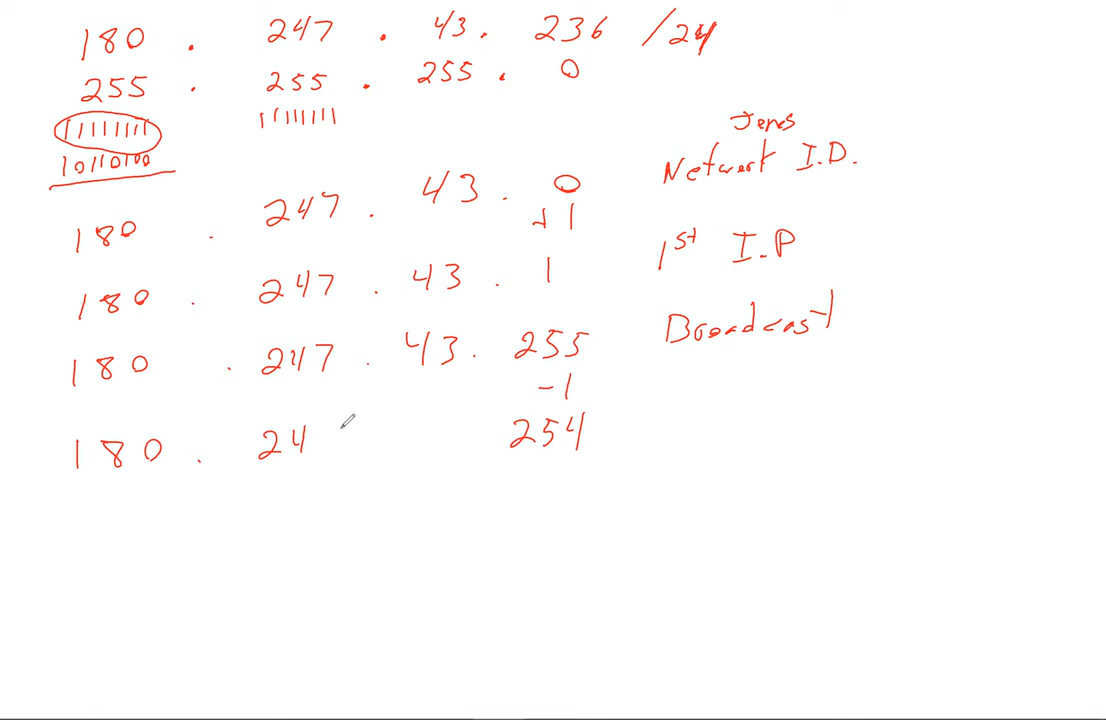 180 . 247 . 43 . 236 /24
255 . 255 . 255 . 0
11111111 11111111
10110100
Jones
Network I.D.
180 . 247 . 43 . 0
+1
1st I.P
180 . 247 . 43 . 1
Broadcast
180 . 247 . 43 . 255
-1
180 . 24 254